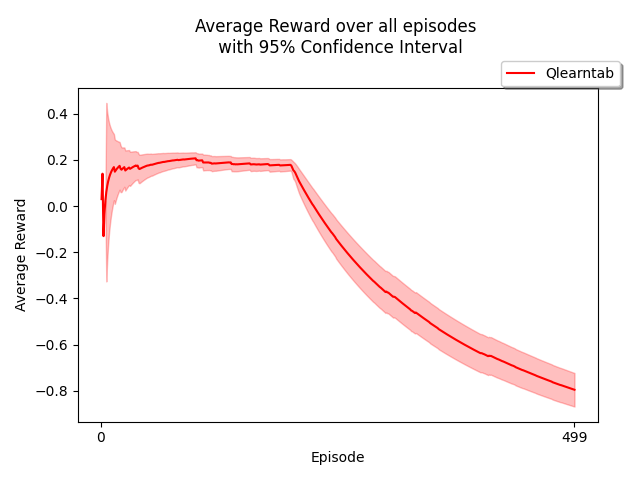 Average Reward over all episodes
with 95% Confidence Interval
Qlearntab
0.4
0.2
0.0
−0.2
−0.4
−0.6
−0.8
Average Reward
0
499
Episode